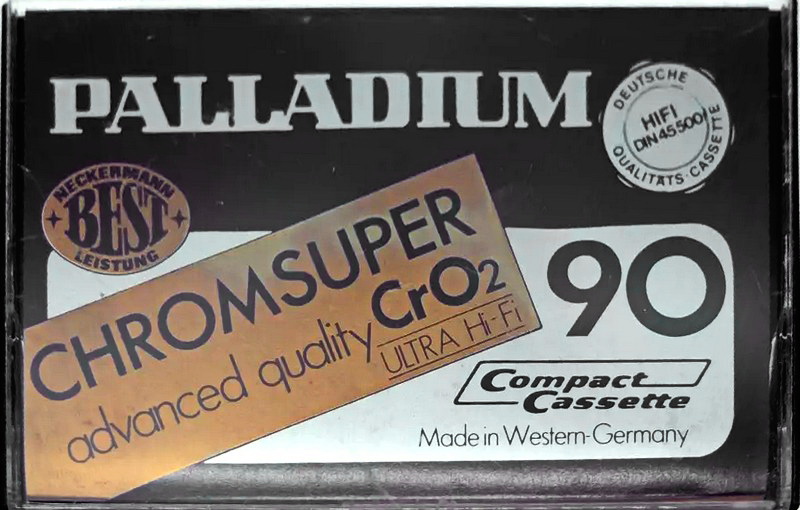 PALLADIUM
DEUTSCHE
HIFI
DIN 45500
QUALITÄTS-CASSETTE
NECKERMANN
BEST
LEISTUNG
CHROMSUPER
CrO2
advanced quality
ULTRA Hi-Fi
90
Compact
Cassette
Made in Western-Germany